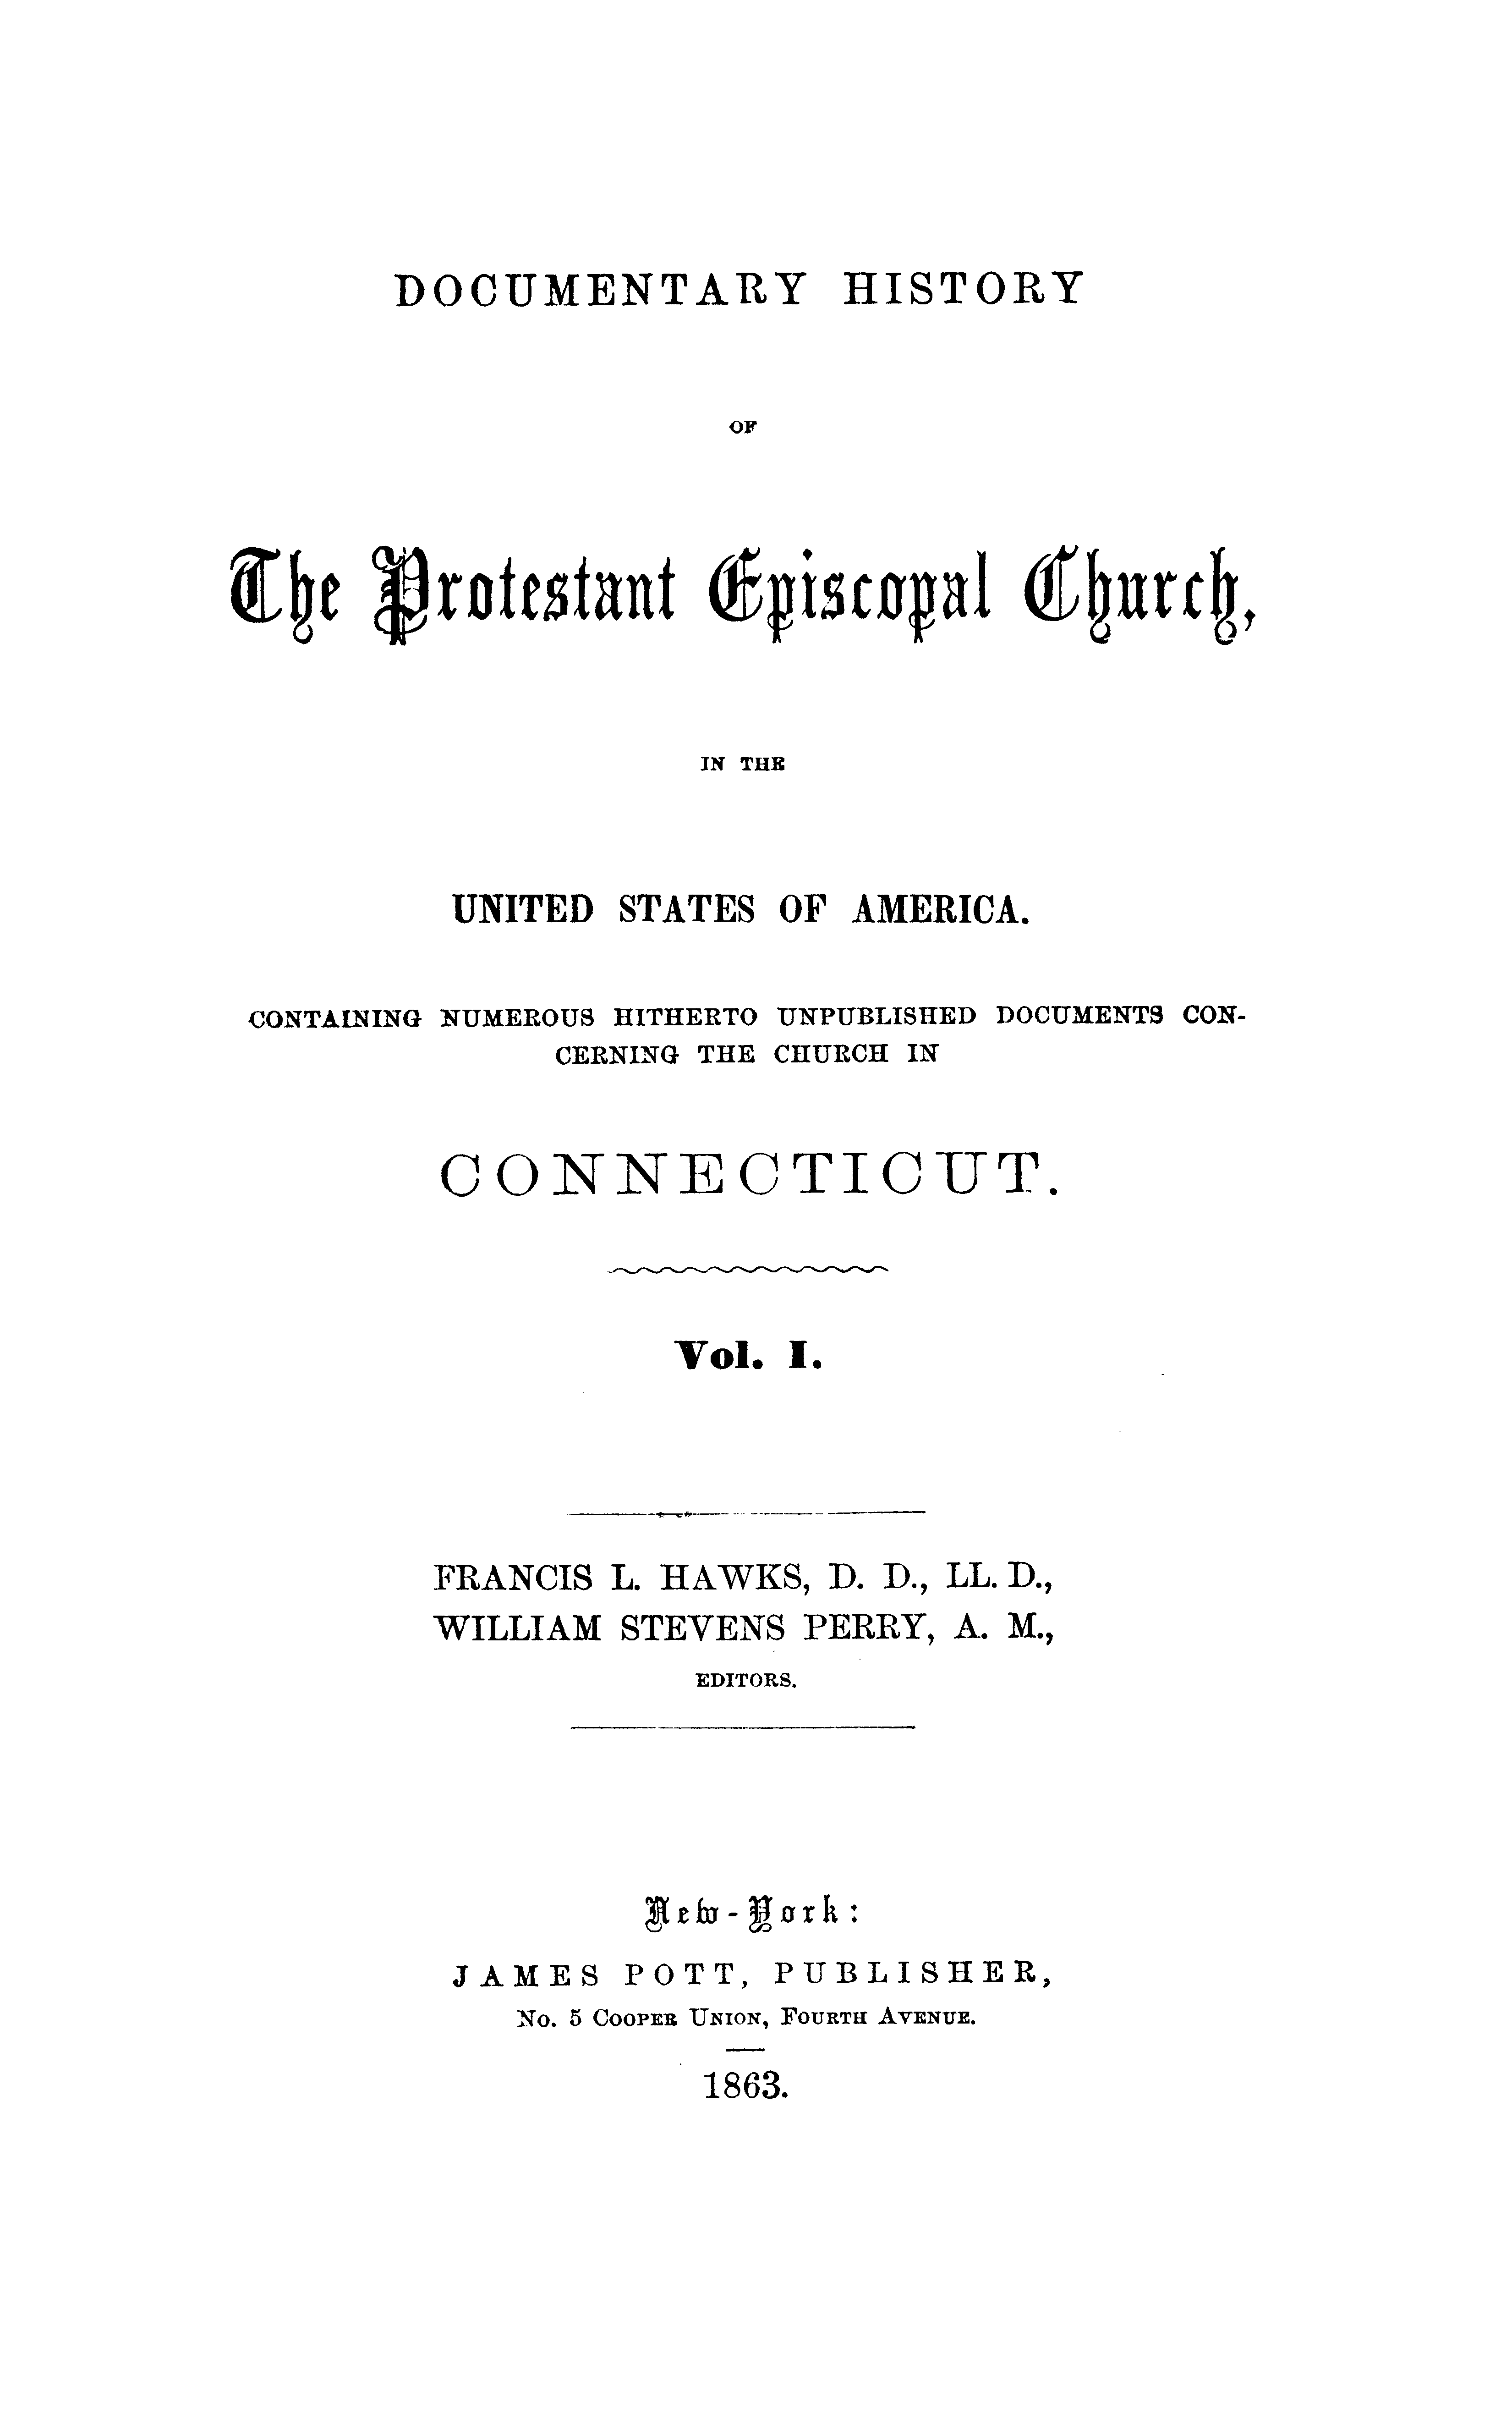 DOCUMENTARY HISTORY
OF
The Protestant Episcopal Church,
IN THE
UNITED STATES OF AMERICA.
CONTAINING NUMEROUS HITHERTO UNPUBLISHED DOCUMENTS CON-
CERNING THE CHURCH IN
CONNECTICUT.
Vol. I.
FRANCIS L. HAWKS, D. D., LL. D.,
WILLIAM STEVENS PERRY, A. M.,
EDITORS.
New-York:
JAMES POTT, PUBLISHER,
No. 5 Cooper Union, Fourth Avenue.
1863.